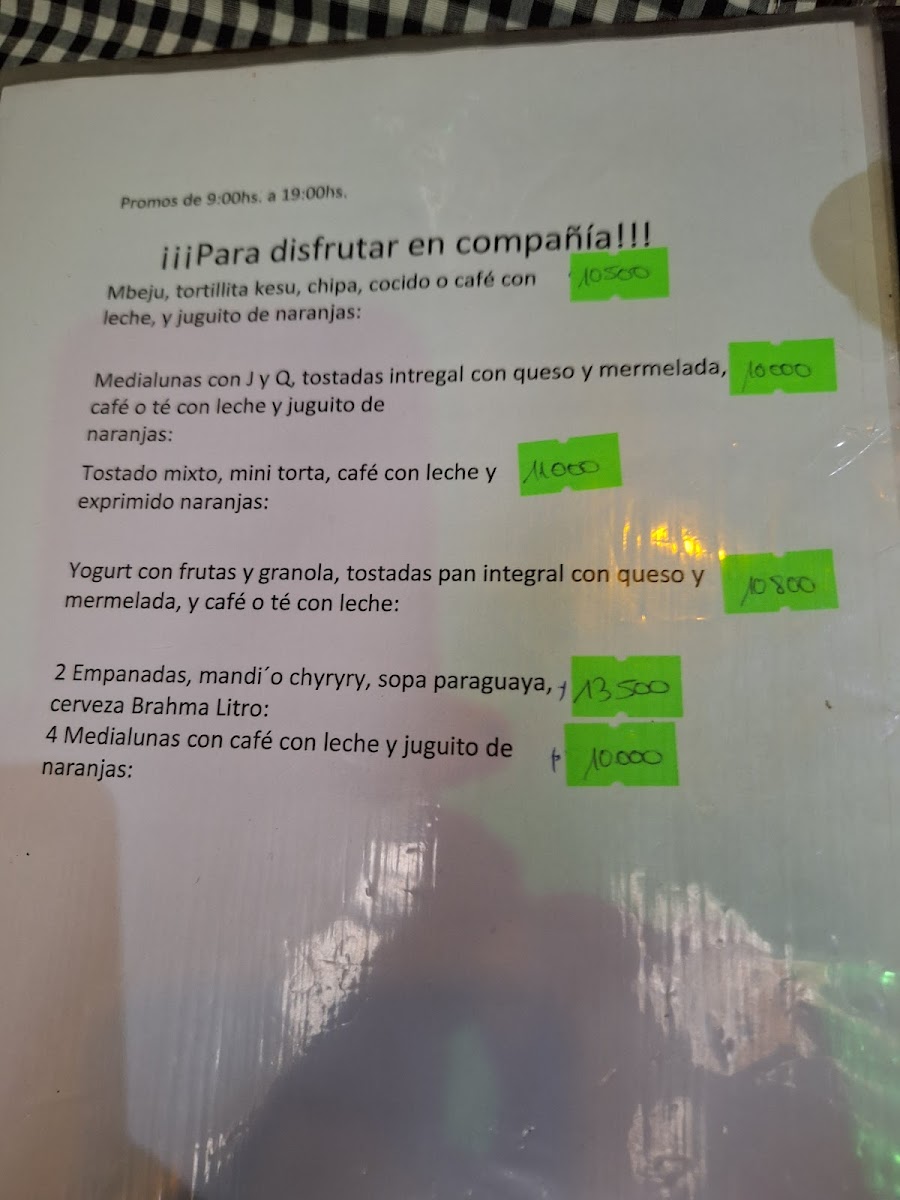 Promos de 9:00hs. a 19:00hs.
¡¡¡Para disfrutar en compañía!!!
Mbeju, tortillita kesu, chipa, cocido o café con 10500
leche, y juguito de naranjas:
Medialunas con J y Q, tostadas intregal con queso y mermelada, 10000
café o té con leche y juguito de
naranjas:
Tostado mixto, mini torta, café con leche y 11000
exprimido naranjas:
Yogurt con frutas y granola, tostadas pan integral con queso y 10800
mermelada, y café o té con leche:
2 Empanadas, mandi´o chyryry, sopa paraguaya, 13500
cerveza Brahma Litro:
4 Medialunas con café con leche y juguito de 10.000
naranjas: